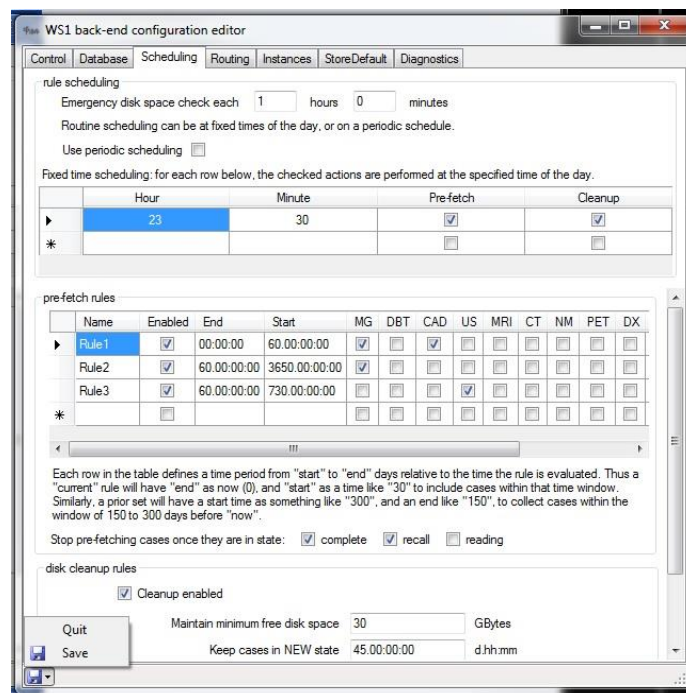 WS1 back-end configuration editor
Control Database Scheduling Routing Instances StoreDefault Diagnostics
rule scheduling
Emergency disk space check each 1 hours 0 minutes
Routine scheduling can be at fixed times of the day, or on a periodic schedule.
Use periodic scheduling
Fixed time scheduling: for each row below, the checked actions are performed at the specified time of the day.
Hour Minute Pre-fetch Cleanup
23 30
pre-fetch rules
Name Enabled End Start MG DBT CAD US MRI CT NM PET DX
Rule1 00:00:00 60.00:00:00
Rule2 60.00:00:00 3650.00:00:00
Rule3 60.00:00:00 730.00:00:00
Each row in the table defines a time period from "start" to "end" days relative to the time the rule is evaluated. Thus a
"current" rule will have "end" as now (0), and "start" as a time like "30" to include cases within that time window.
Similarly, a prior set will have a start time as something like "300", and an end like "150", to collect cases within the
window of 150 to 300 days before "now".
Stop pre-fetching cases once they are in state: complete recall reading
disk cleanup rules
Cleanup enabled
Maintain minimum free disk space 30 GBytes
Keep cases in NEW state 45.00:00:00 d.hh:mm
Quit
Save